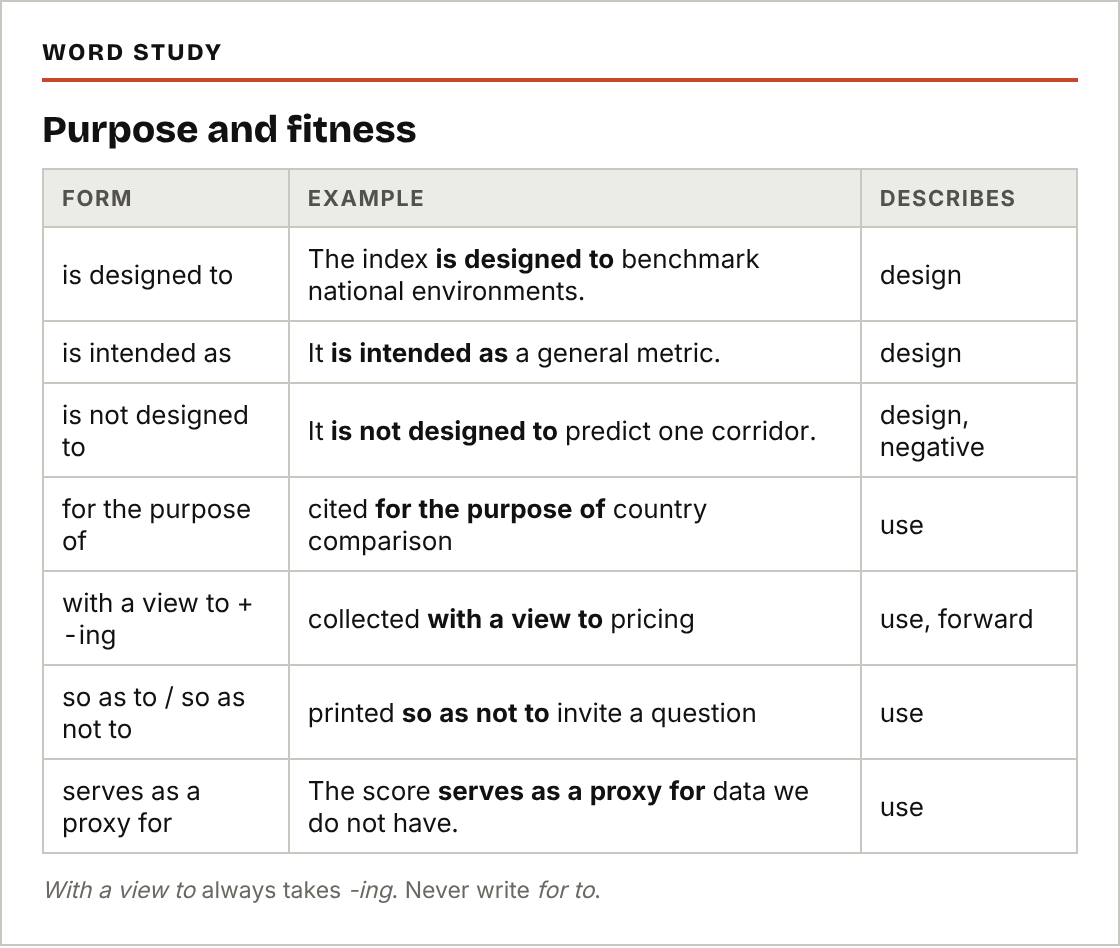 WORD STUDY
Purpose and fitness
FORM EXAMPLE DESCRIBES
is designed to
The index is designed to benchmark
national environments.
design
is intended as
It is intended as a general metric.
design
is not designed
to
It is not designed to predict one corridor.
design,
negative
for the purpose
of
cited for the purpose of country
comparison
use
with a view to +
-ing
collected with a view to pricing
use, forward
so as to / so as
not to
printed so as not to invite a question
use
serves as a
proxy for
The score serves as a proxy for data we
do not have.
use
With a view to always takes -ing. Never write for to.